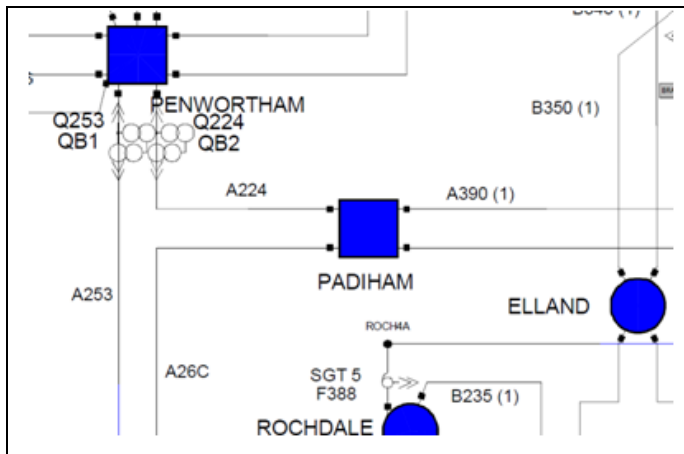 PENWORTHAM
Q253
QB1
Q224
QB2
B350 (1)
A224
A390 (1)
PADIHAM
A253
ELLAND
ROCH4A
A26C
SGT 5
F388
B235 (1)
ROCHDALE